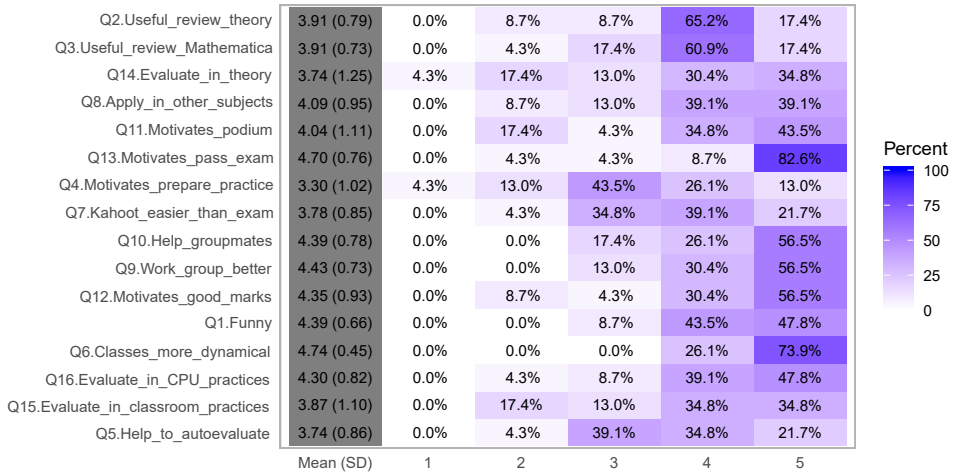 Q2.Useful_review_theory 3.91 (0.79) 0.0% 8.7% 8.7% 65.2% 17.4%
Q3.Useful_review_Mathematica 3.91 (0.73) 0.0% 4.3% 17.4% 60.9% 17.4%
Q14.Evaluate_in_theory 3.74 (1.25) 4.3% 17.4% 13.0% 30.4% 34.8%
Q8.Apply_in_other_subjects 4.09 (0.95) 0.0% 8.7% 13.0% 39.1% 39.1%
Q11.Motivates_podium 4.04 (1.11) 0.0% 17.4% 4.3% 34.8% 43.5%
Q13.Motivates_pass_exam 4.70 (0.76) 0.0% 4.3% 4.3% 8.7% 82.6%
Q4.Motivates_prepare_practice 3.30 (1.02) 4.3% 13.0% 43.5% 26.1% 13.0%
Q7.Kahoot_easier_than_exam 3.78 (0.85) 0.0% 4.3% 34.8% 39.1% 21.7%
Q10.Help_groupmates 4.39 (0.78) 0.0% 0.0% 17.4% 26.1% 56.5%
Q9.Work_group_better 4.43 (0.73) 0.0% 0.0% 13.0% 30.4% 56.5%
Q12.Motivates_good_marks 4.35 (0.93) 0.0% 8.7% 4.3% 30.4% 56.5%
Q1.Funny 4.39 (0.66) 0.0% 0.0% 8.7% 43.5% 47.8%
Q6.Classes_more_dynamical 4.74 (0.45) 0.0% 0.0% 0.0% 26.1% 73.9%
Q16.Evaluate_in_CPU_practices 4.30 (0.82) 0.0% 4.3% 8.7% 39.1% 47.8%
Q15.Evaluate_in_classroom_practices 3.87 (1.10) 0.0% 17.4% 13.0% 34.8% 34.8%
Q5.Help_to_autoevaluate 3.74 (0.86) 0.0% 4.3% 39.1% 34.8% 21.7%
Mean (SD) 1 2 3 4 5
Percent
100
75
50
25
0